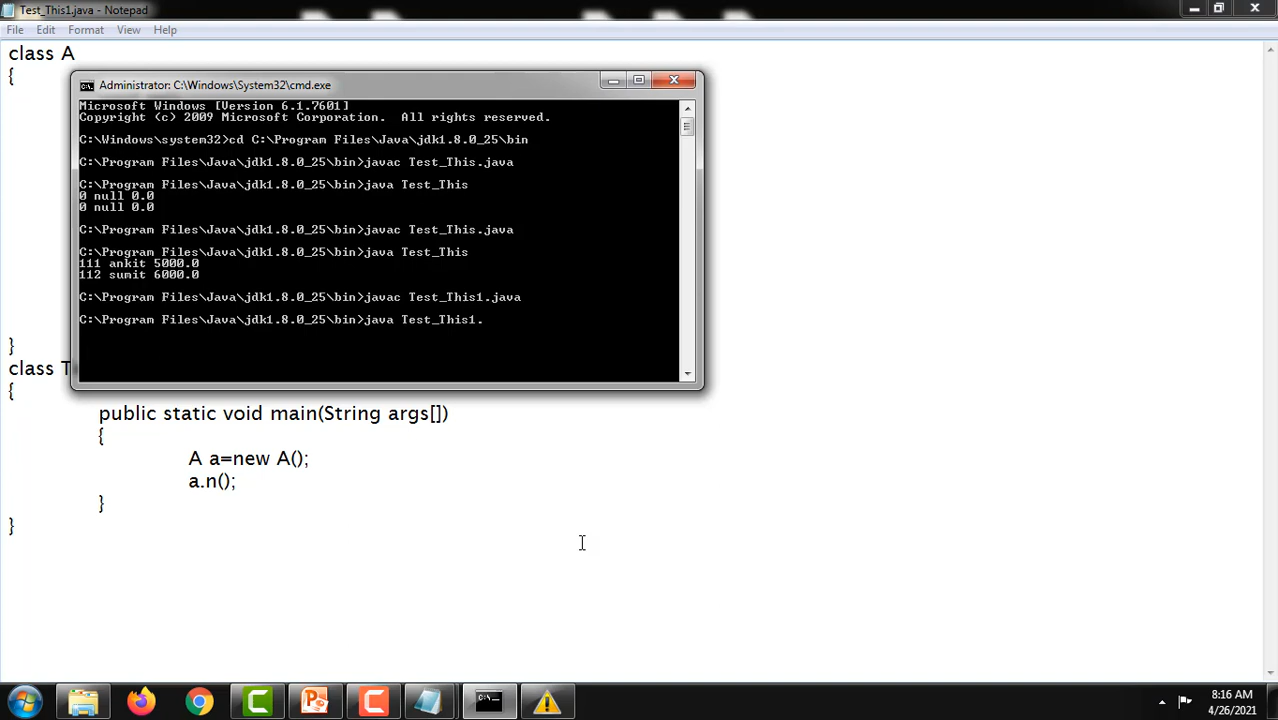 Test_This1.java - Notepad
File Edit Format View Help
class A
{
Administrator: C:\Windows\System32\cmd.exe
Microsoft Windows [Version 6.1.7601]
Copyright (c) 2009 Microsoft Corporation.  All rights reserved.
C:\Windows\system32>cd C:\Program Files\Java\jdk1.8.0_25\bin
C:\Program Files\Java\jdk1.8.0_25\bin>javac Test_This.java
C:\Program Files\Java\jdk1.8.0_25\bin>java Test_This
0 null 0.0
0 null 0.0
C:\Program Files\Java\jdk1.8.0_25\bin>javac Test_This.java
C:\Program Files\Java\jdk1.8.0_25\bin>java Test_This
111 ankit 5000.0
112 sumit 6000.0
C:\Program Files\Java\jdk1.8.0_25\bin>javac Test_This1.java
C:\Program Files\Java\jdk1.8.0_25\bin>java Test_This1.
}
class T
{
public static void main(String args[])
{
A a=new A();
a.n();
}
}
8:16 AM
4/26/2021